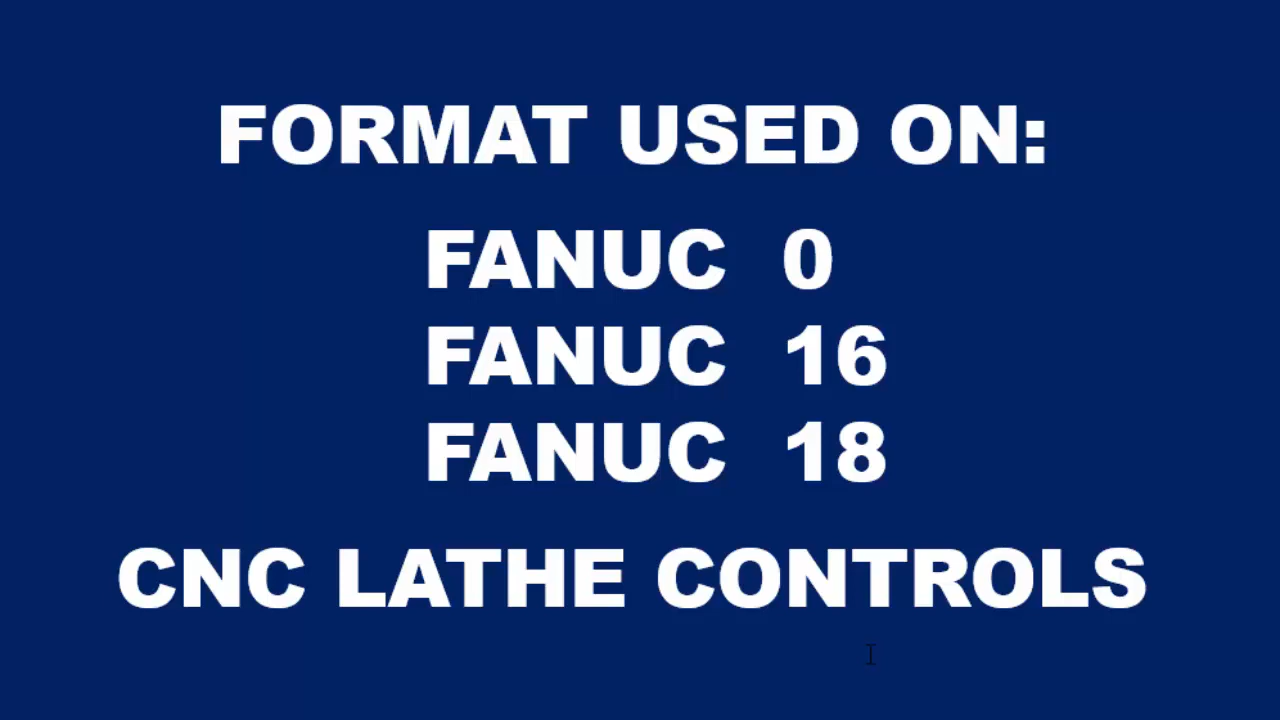 FORMAT USED ON:
FANUC 0
FANUC 16
FANUC 18
CNC LATHE CONTROLS